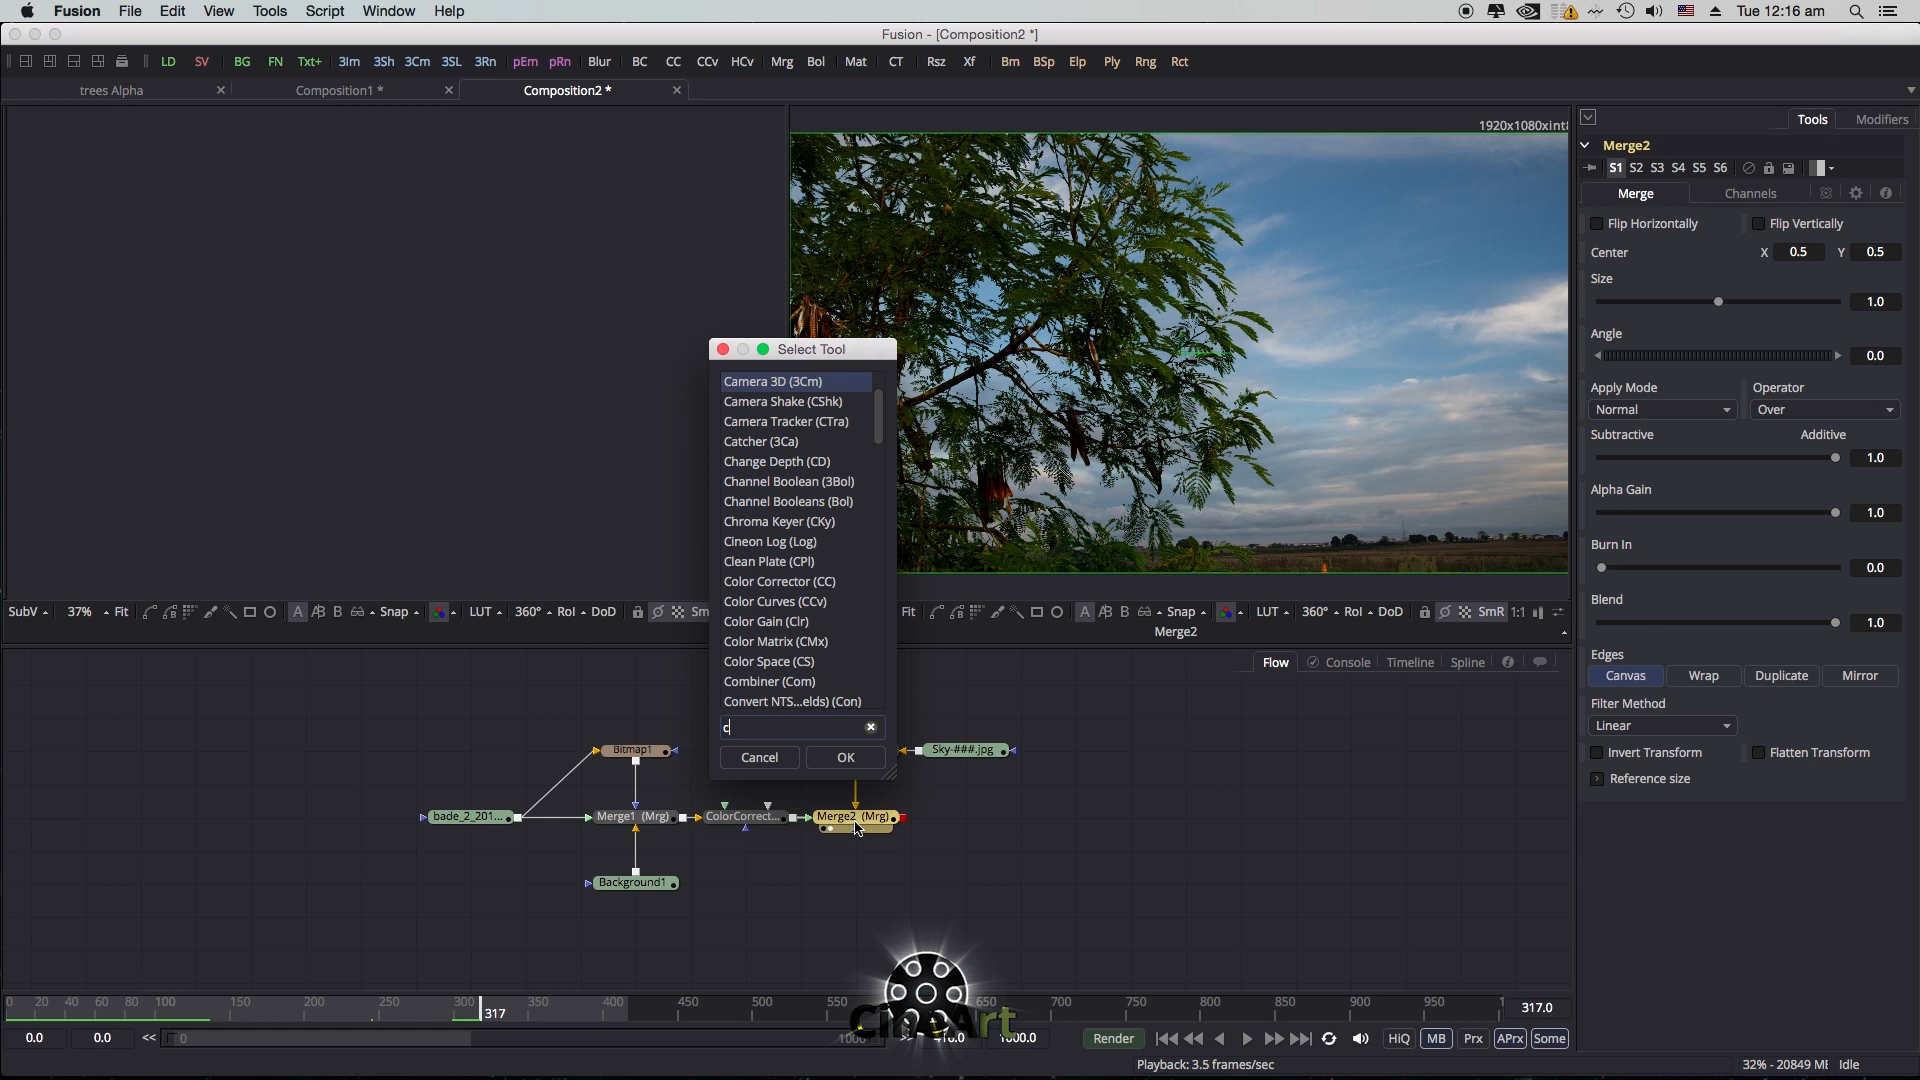 Fusion File Edit View Tools Script Window Help
Tue 12:16 am
Fusion - [Composition2 *]
LD SV BG FN Txt+ 3Im 3Sh 3Cm 3SL 3Rn pEm pRn Blur BC CC CCv HCv Mrg Bol Mat CT Rsz Xf Bm BSp Elp Ply Rng Rct
trees Alpha
Composition1 *
Composition2 *
1920x1080xint8
Tools Modifiers
Merge2
S1 S2 S3 S4 S5 S6
Merge Channels
Flip Horizontally Flip Vertically
Center X 0.5 Y 0.5
Size
1.0
Angle
0.0
Apply Mode Operator
Normal Over
Subtractive Additive
1.0
Alpha Gain
1.0
Burn In
0.0
Blend
1.0
Edges
Canvas Wrap Duplicate Mirror
Filter Method
Linear
Invert Transform Flatten Transform
Reference size
Select Tool
Camera 3D (3Cm)
Camera Shake (CShk)
Camera Tracker (CTra)
Catcher (3Ca)
Change Depth (CD)
Channel Boolean (3Bol)
Channel Booleans (Bol)
Chroma Keyer (CKy)
Cineon Log (Log)
Clean Plate (CPl)
Color Corrector (CC)
Color Curves (CCv)
Color Gain (Clr)
Color Matrix (CMx)
Color Space (CS)
Combiner (Com)
Convert NTS...elds) (Con)
c
Cancel OK
SubV 37% Fit A B Snap LUT 360° RoI DoD Sm
Fit A B Snap LUT 360° RoI DoD SmR 1:1
Merge2
Flow Console Timeline Spline
Bitmap1
Sky-###.jpg
bade_2_201...
Merge1 (Mrg)
ColorCorrect...
Merge2 (Mrg)
Background1
0 20 40 60 80 100 150 200 250 300 317 350 400 450 500 550 650 700 750 800 850 900 950 1 317.0
0.0 0.0 << 0 1000 >> 1000.0
CineArt
Render HiQ MB Prx APrx Some
Playback: 3.5 frames/sec
32% - 20849 ME Idle